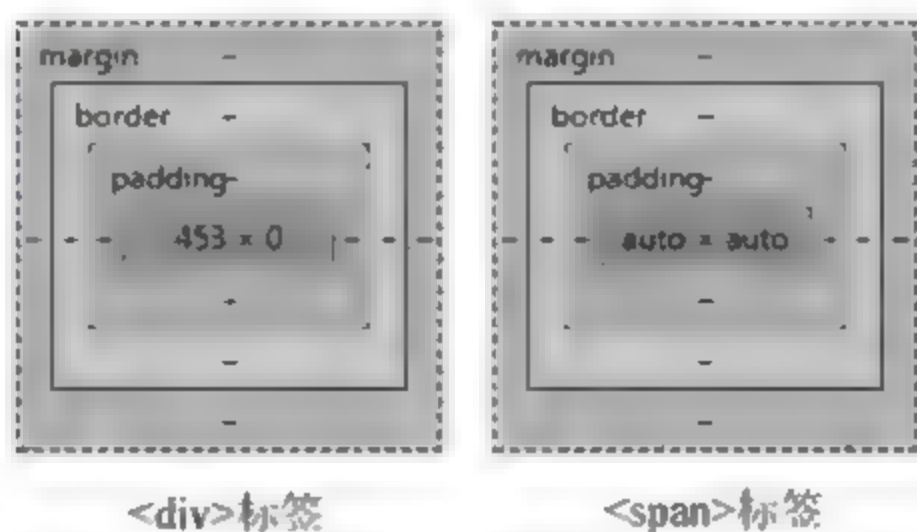 margin -
border -
padding-
- - - 453 × 0 - - -
-
-
-
<div>标签
margin -
border -
padding-
- - - auto × auto - - -
-
-
-
<span>标签